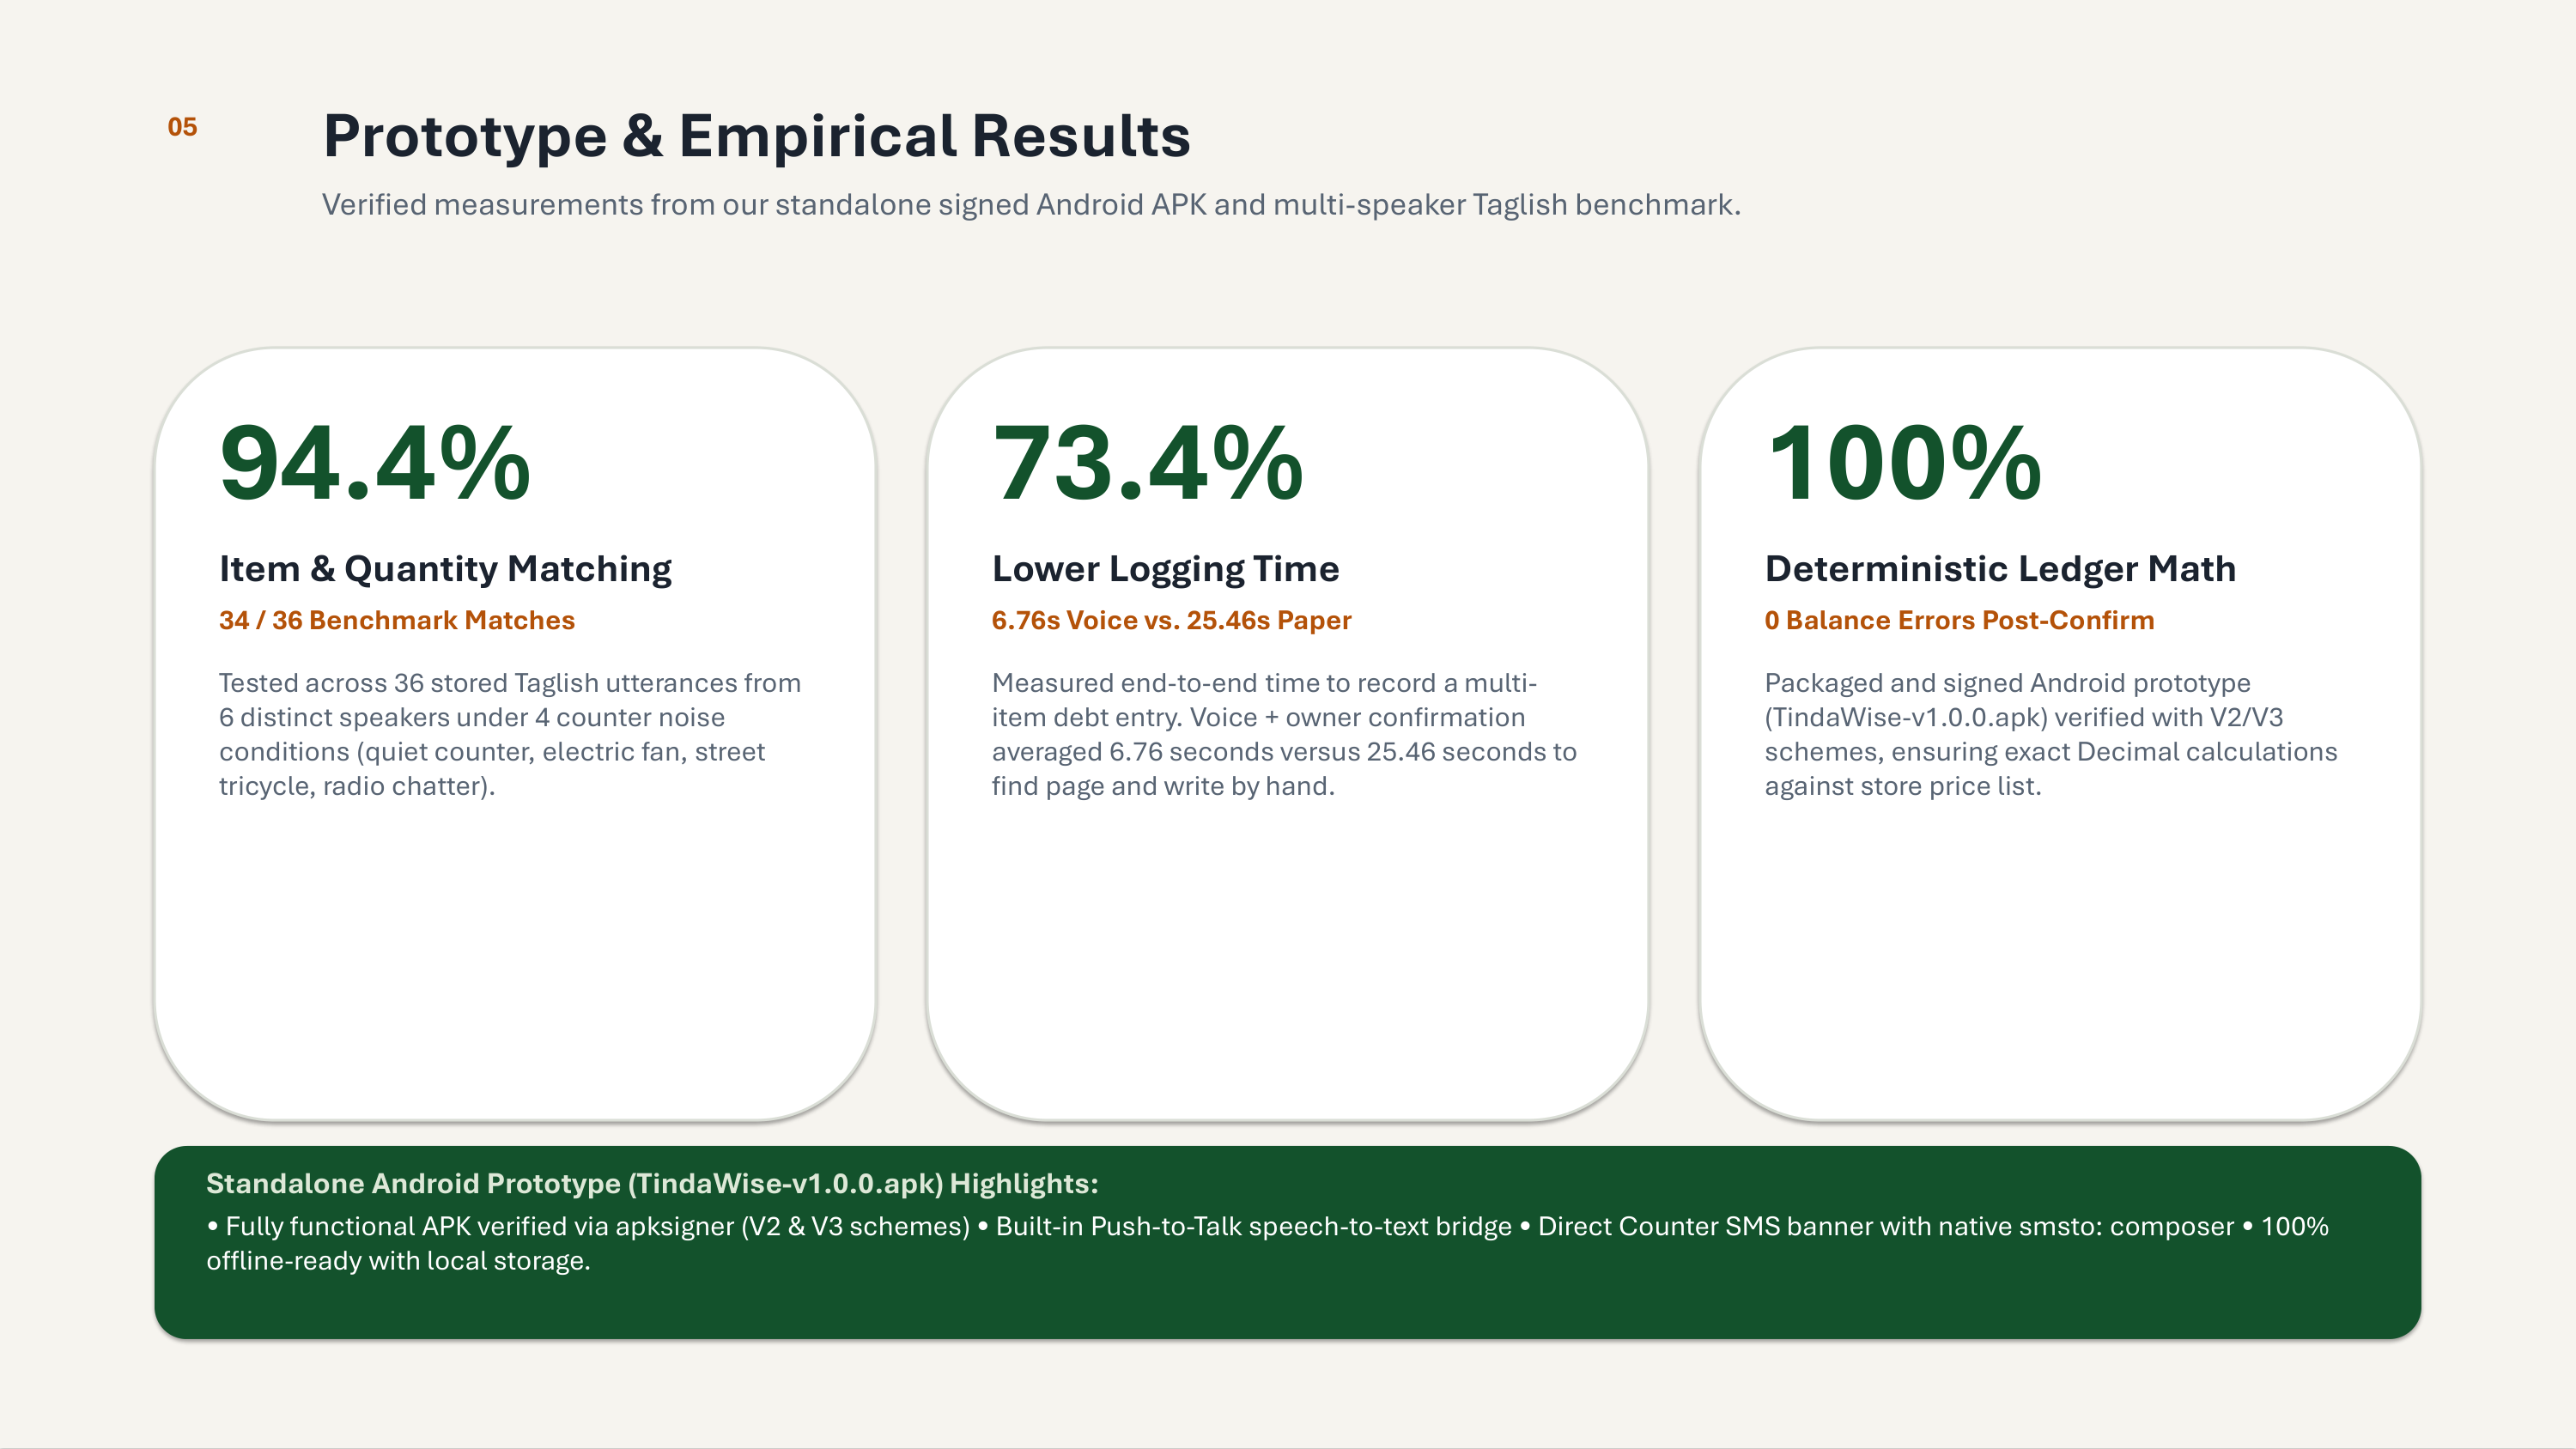 05
Prototype & Empirical Results
Verified measurements from our standalone signed Android APK and multi-speaker Taglish benchmark.
94.4%
Item & Quantity Matching
34 / 36 Benchmark Matches
Tested across 36 stored Taglish utterances from
6 distinct speakers under 4 counter noise
conditions (quiet counter, electric fan, street
tricycle, radio chatter).
73.4%
Lower Logging Time
6.76s Voice vs. 25.46s Paper
Measured end-to-end time to record a multi-
item debt entry. Voice + owner confirmation
averaged 6.76 seconds versus 25.46 seconds to
find page and write by hand.
100%
Deterministic Ledger Math
0 Balance Errors Post-Confirm
Packaged and signed Android prototype
(TindaWise-v1.0.0.apk) verified with V2/V3
schemes, ensuring exact Decimal calculations
against store price list.
Standalone Android Prototype (TindaWise-v1.0.0.apk) Highlights:
• Fully functional APK verified via apksigner (V2 & V3 schemes) • Built-in Push-to-Talk speech-to-text bridge • Direct Counter SMS banner with native smsto: composer • 100%
offline-ready with local storage.